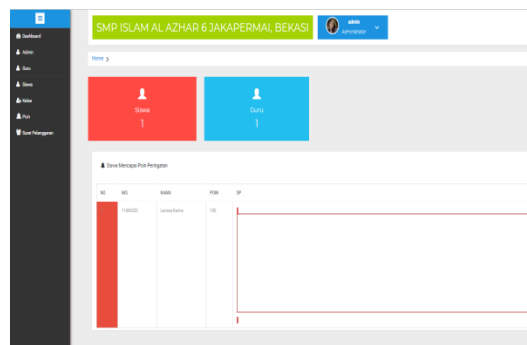 SMP ISLAM AL AZHAR 6 JAKAPERMAI, BEKASI
admin
Administrator
Dashboard
Admin
Guru
Siswa
Kelas
Poin
Surat Pelanggaran
Home
Siswa
1
Guru
1
Siswa Mencapai Poin Peringatan
NO NIS NAMA POIN SP
100